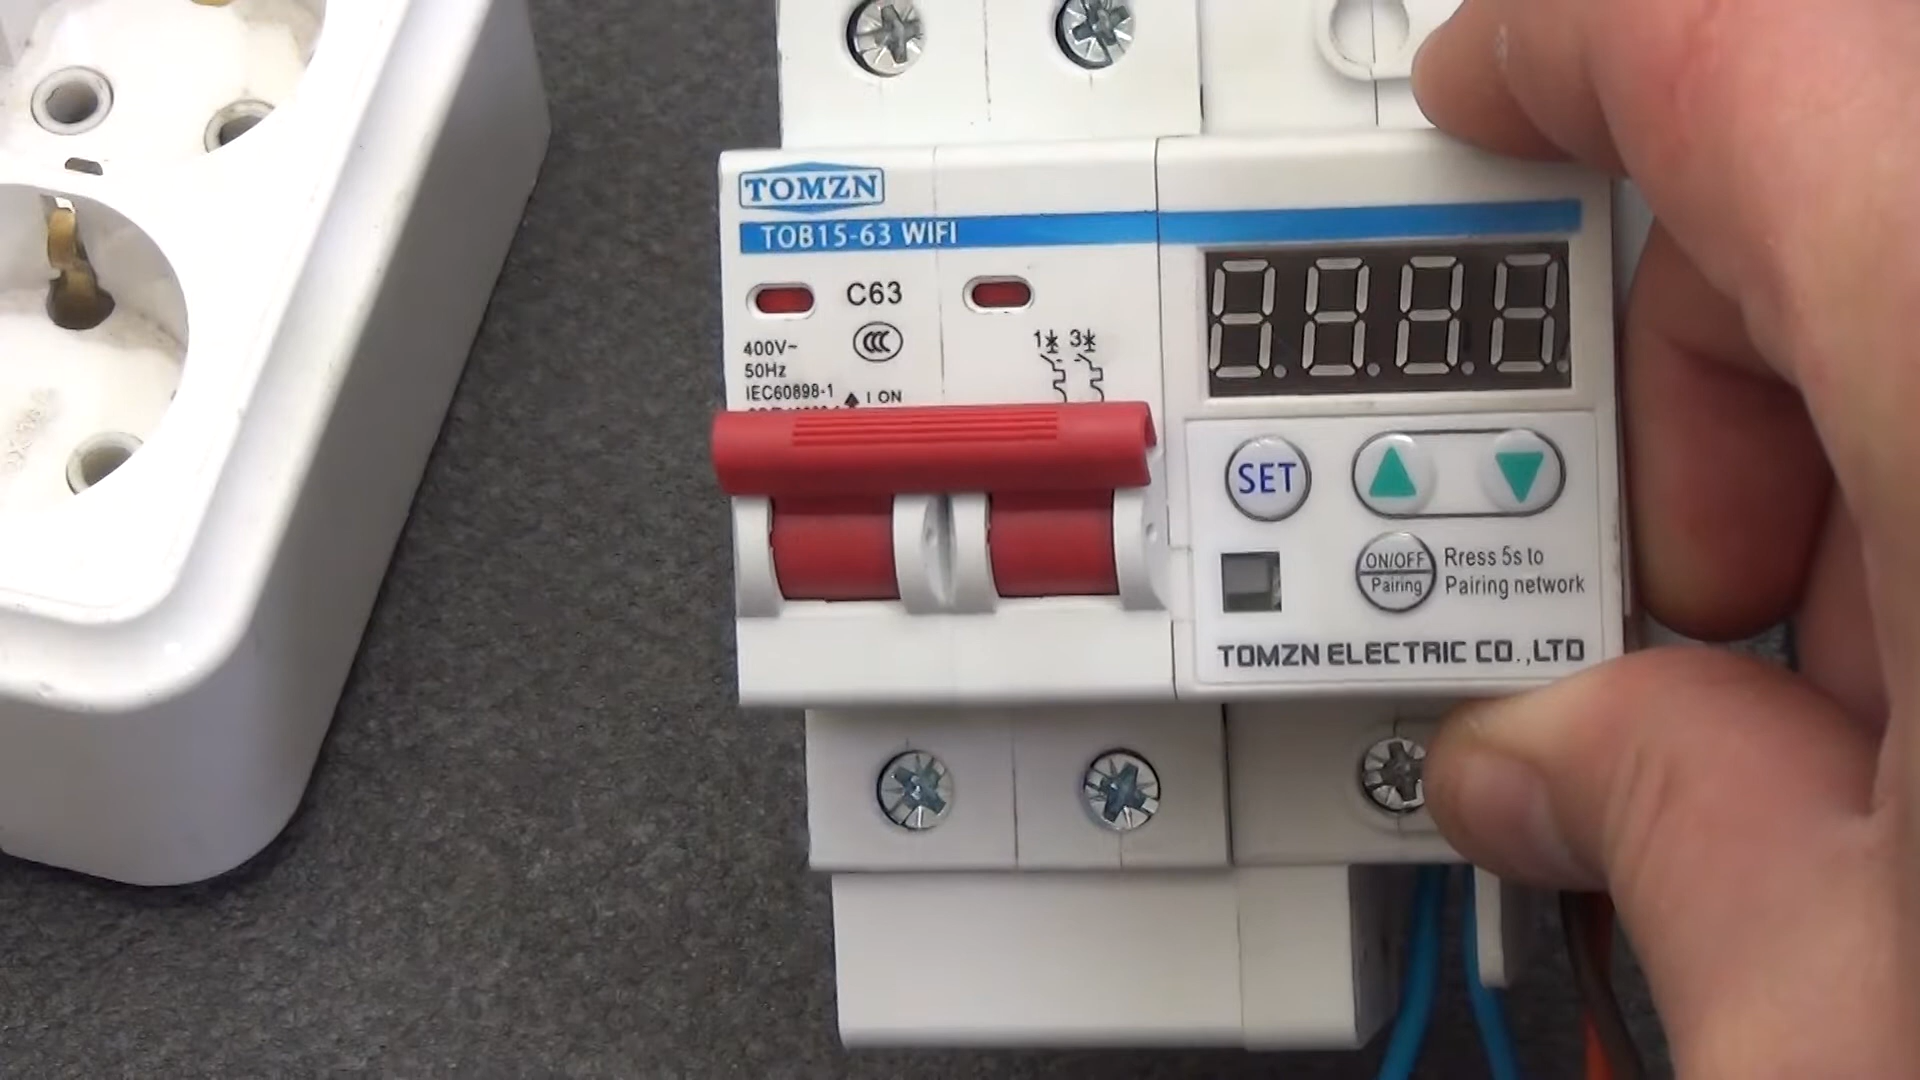 TOMZN
TOB15-63 WIFI
C63
CCC
400V~
50Hz
IEC60898-1
I ON
1 3
SET
ON/OFF
Pairing
Rress 5s to
Pairing network
TOMZN ELECTRIC CO.,LTD